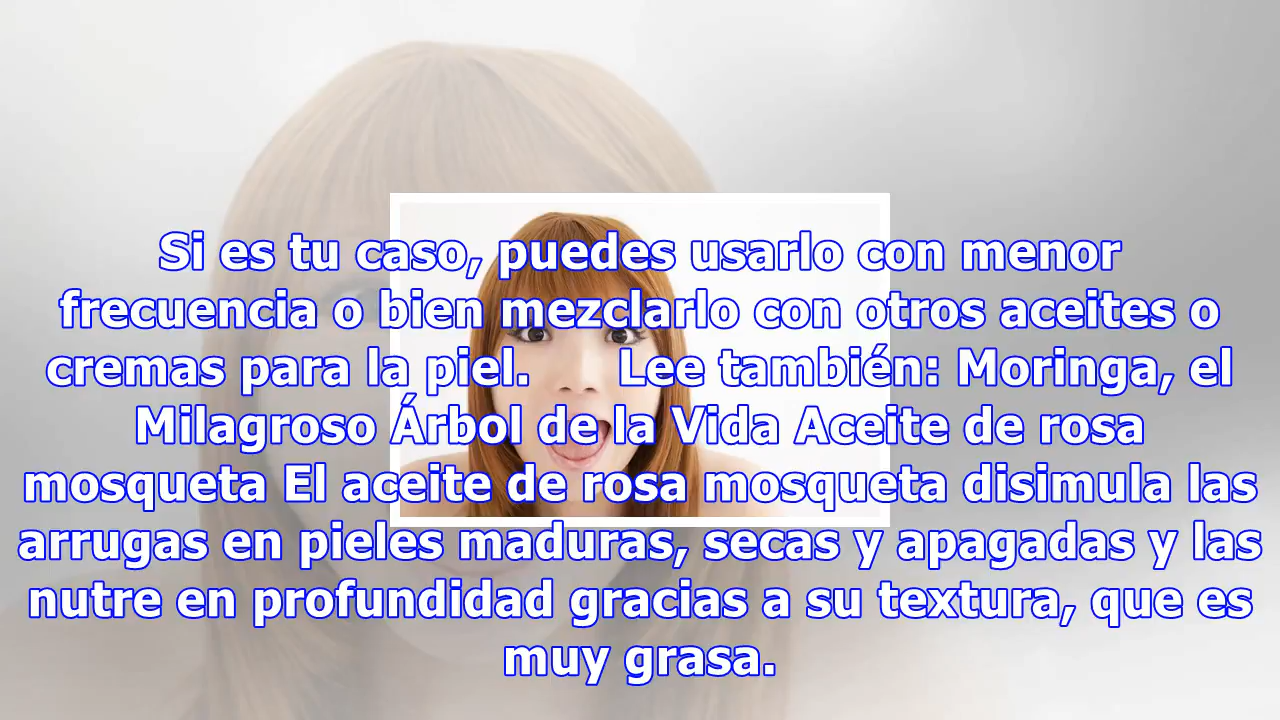 Si es tu caso, puedes usarlo con menor
frecuencia o bien mezclarlo con otros aceites o
cremas para la piel. Lee también: Moringa, el
Milagroso Árbol de la Vida Aceite de rosa
mosqueta El aceite de rosa mosqueta disimula las
arrugas en pieles maduras, secas y apagadas y las
nutre en profundidad gracias a su textura, que es
muy grasa.